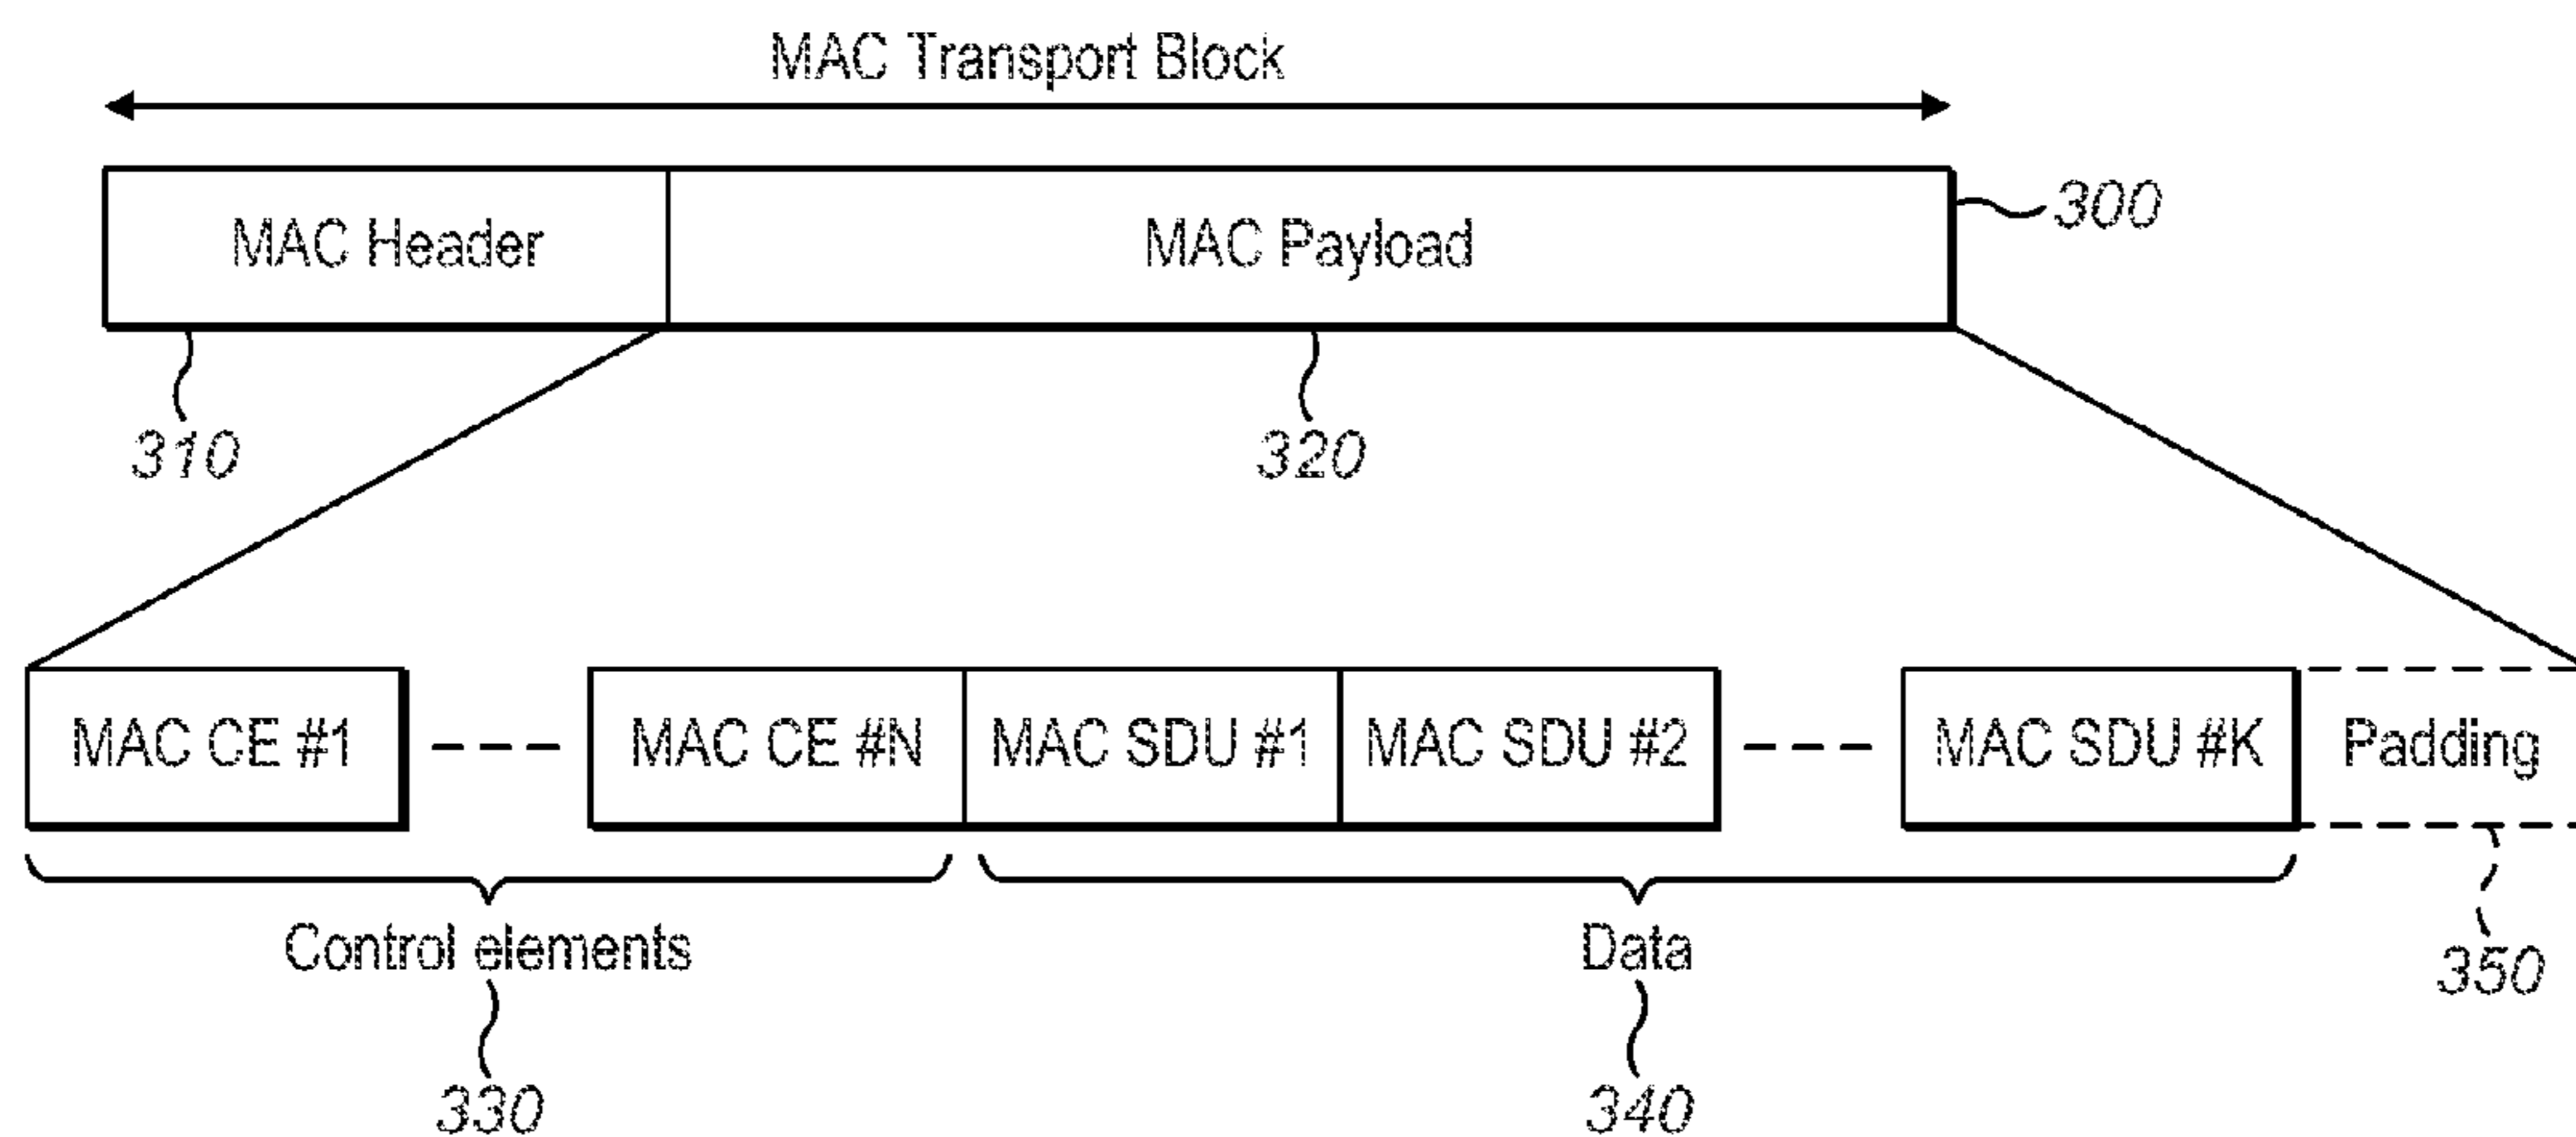 MAC Transport Block
MAC Header
MAC Payload
300
310
320
MAC CE #1
MAC CE #N
MAC SDU #1
MAC SDU #2
MAC SDU #K
Padding
Control elements
Data
350
330
340